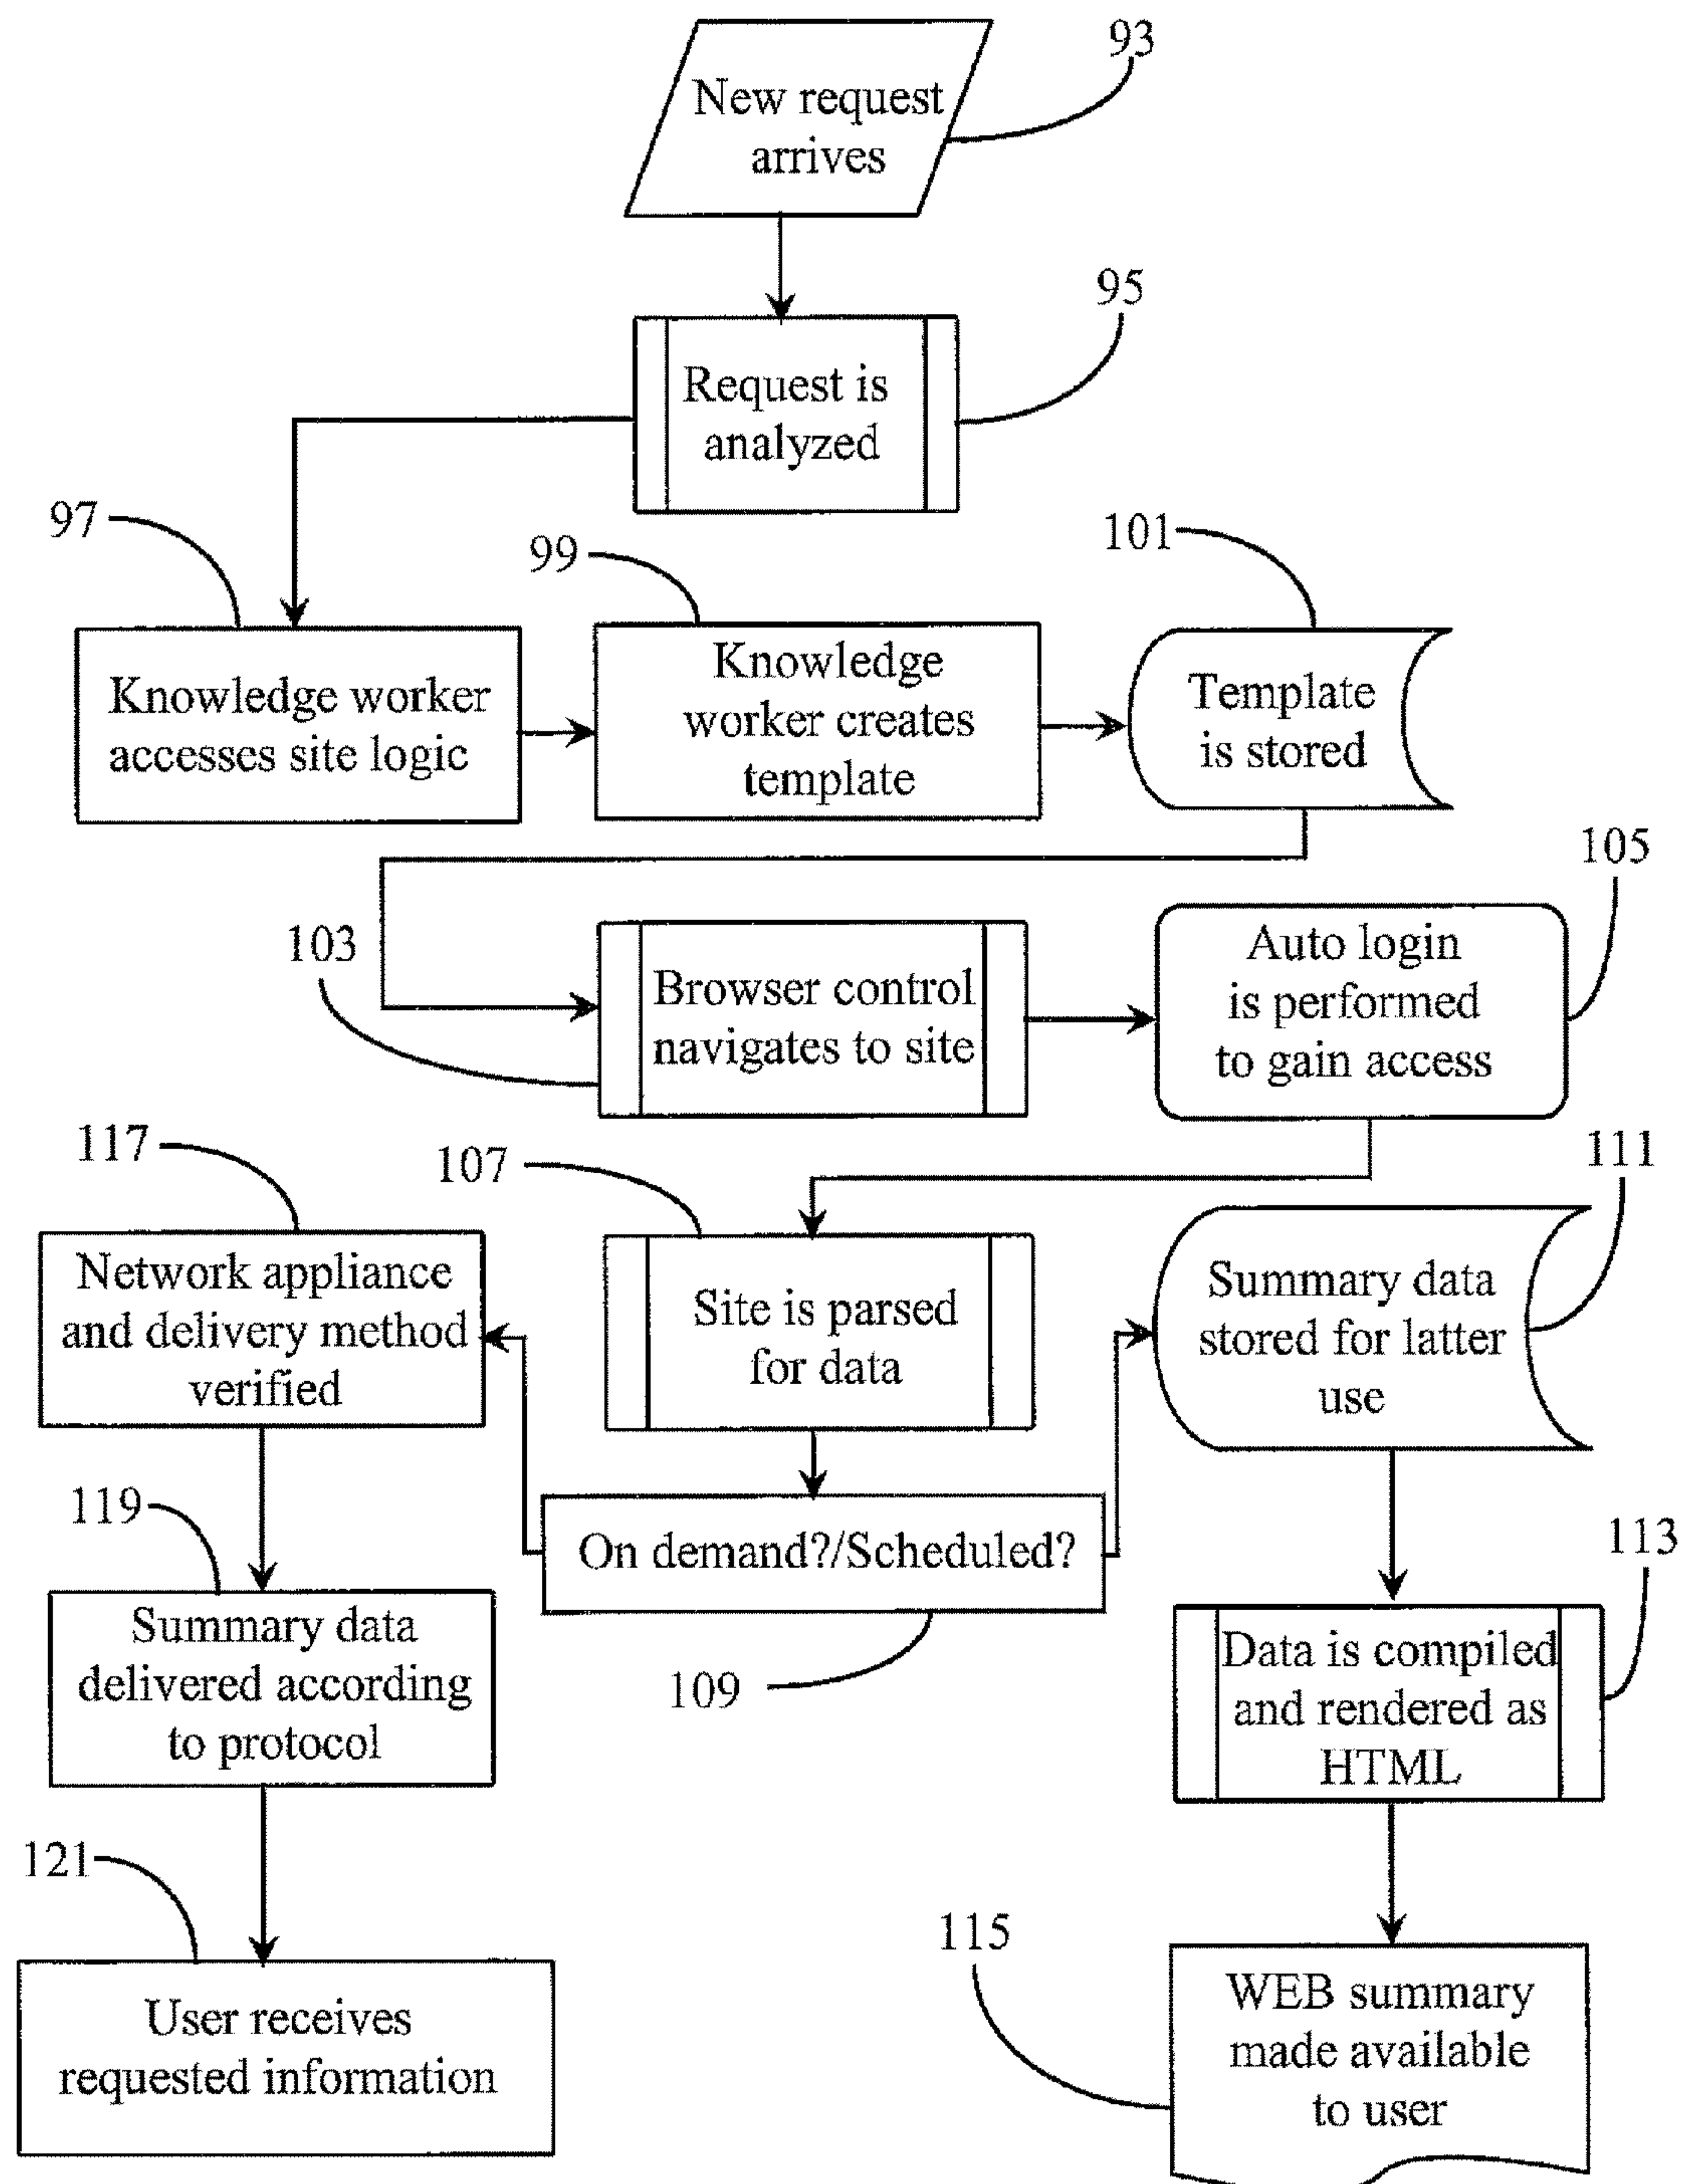 93
New request
arrives
95
Request is
analyzed
97
99
101
Knowledge worker
accesses site logic
Knowledge
worker creates
template
Template
is stored
105
103
Browser control
navigates to site
Auto login
is performed
to gain access
117
107
111
Network appliance
and delivery method
verified
Site is parsed
for data
Summary data
stored for latter
use
119
On demand?/Scheduled?
113
Summary data
delivered according
to protocol
109
Data is compiled
and rendered as
HTML
121
115
User receives
requested information
WEB summary
made available
to user